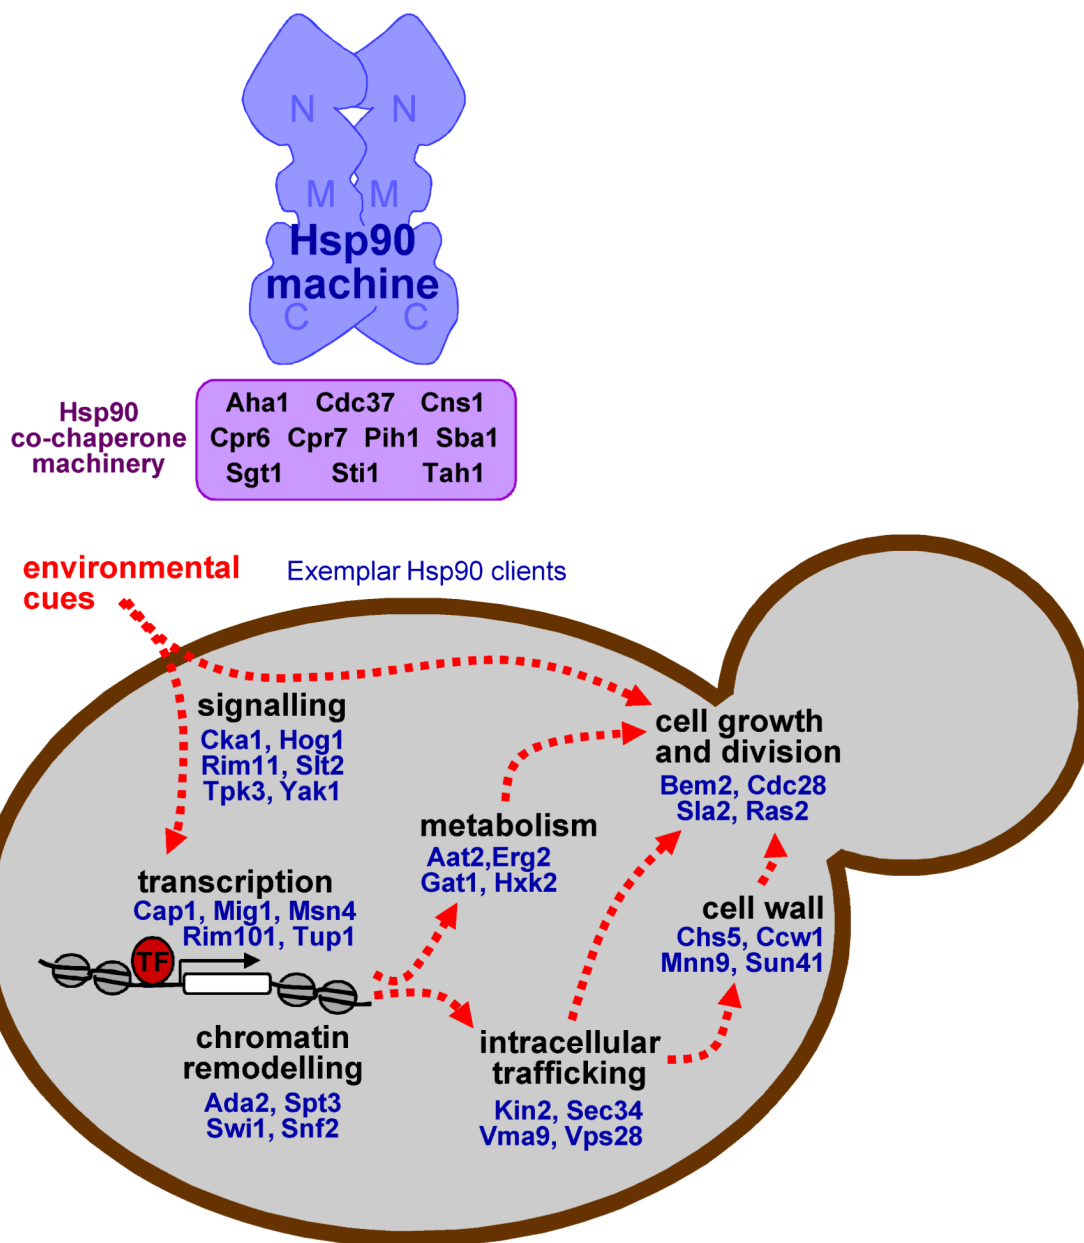 N N
M M
Hsp90
machine
C C
Hsp90
co-chaperone
machinery
Aha1 Cdc37 Cns1
Cpr6 Cpr7 Pih1 Sba1
Sgt1 Sti1 Tah1
environmental
cues
Exemplar Hsp90 clients
signalling
Cka1, Hog1
Rim11, Slt2
Tpk3, Yak1
cell growth
and division
Bem2, Cdc28
Sla2, Ras2
metabolism
Aat2,Erg2
Gat1, Hxk2
transcription
Cap1, Mig1, Msn4
Rim101, Tup1
TF
cell wall
Chs5, Ccw1
Mnn9, Sun41
chromatin
remodelling
Ada2, Spt3
Swi1, Snf2
intracellular
trafficking
Kin2, Sec34
Vma9, Vps28